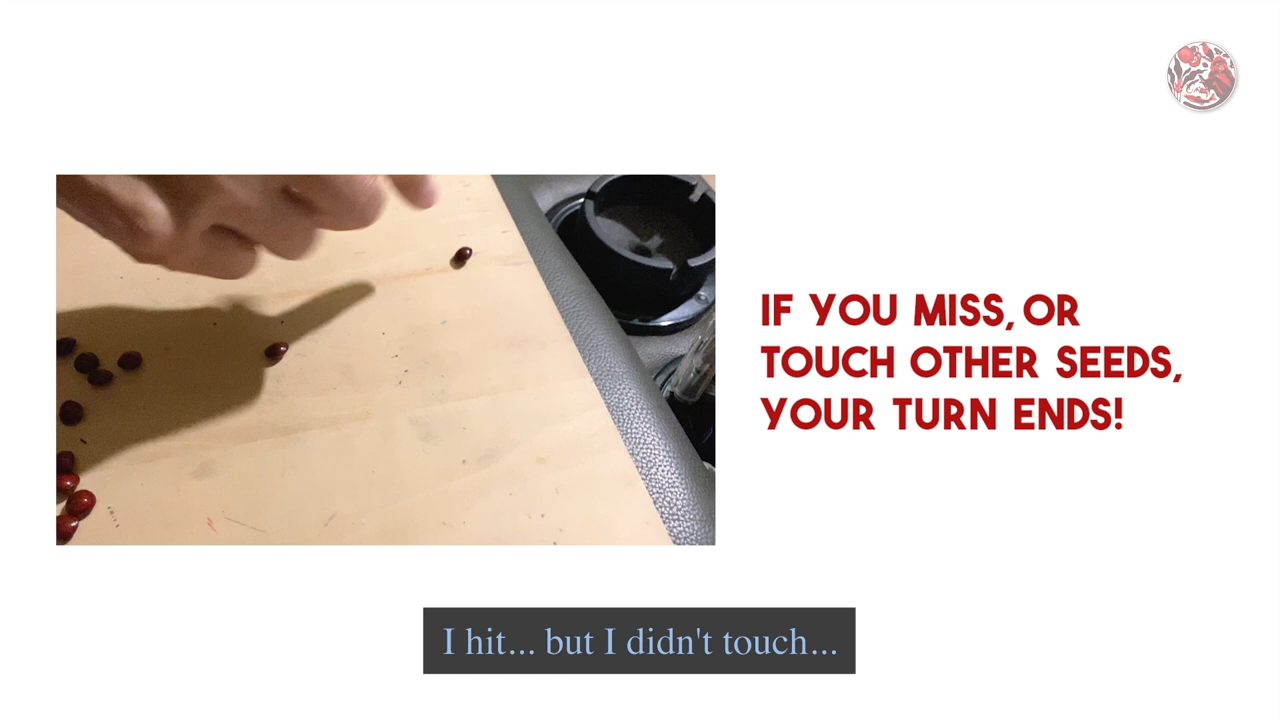 IF YOU MISS, OR
TOUCH OTHER SEEDS,
YOUR TURN ENDS!
I hit... but I didn't touch...